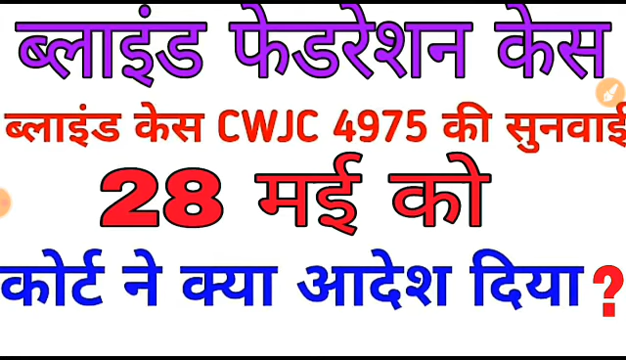 ब्लाइंड फेडरेशन केस
ब्लाइंड केस CWJC 4975 की सुनवाई
28 मई को
कोर्ट ने क्या आदेश दिया?